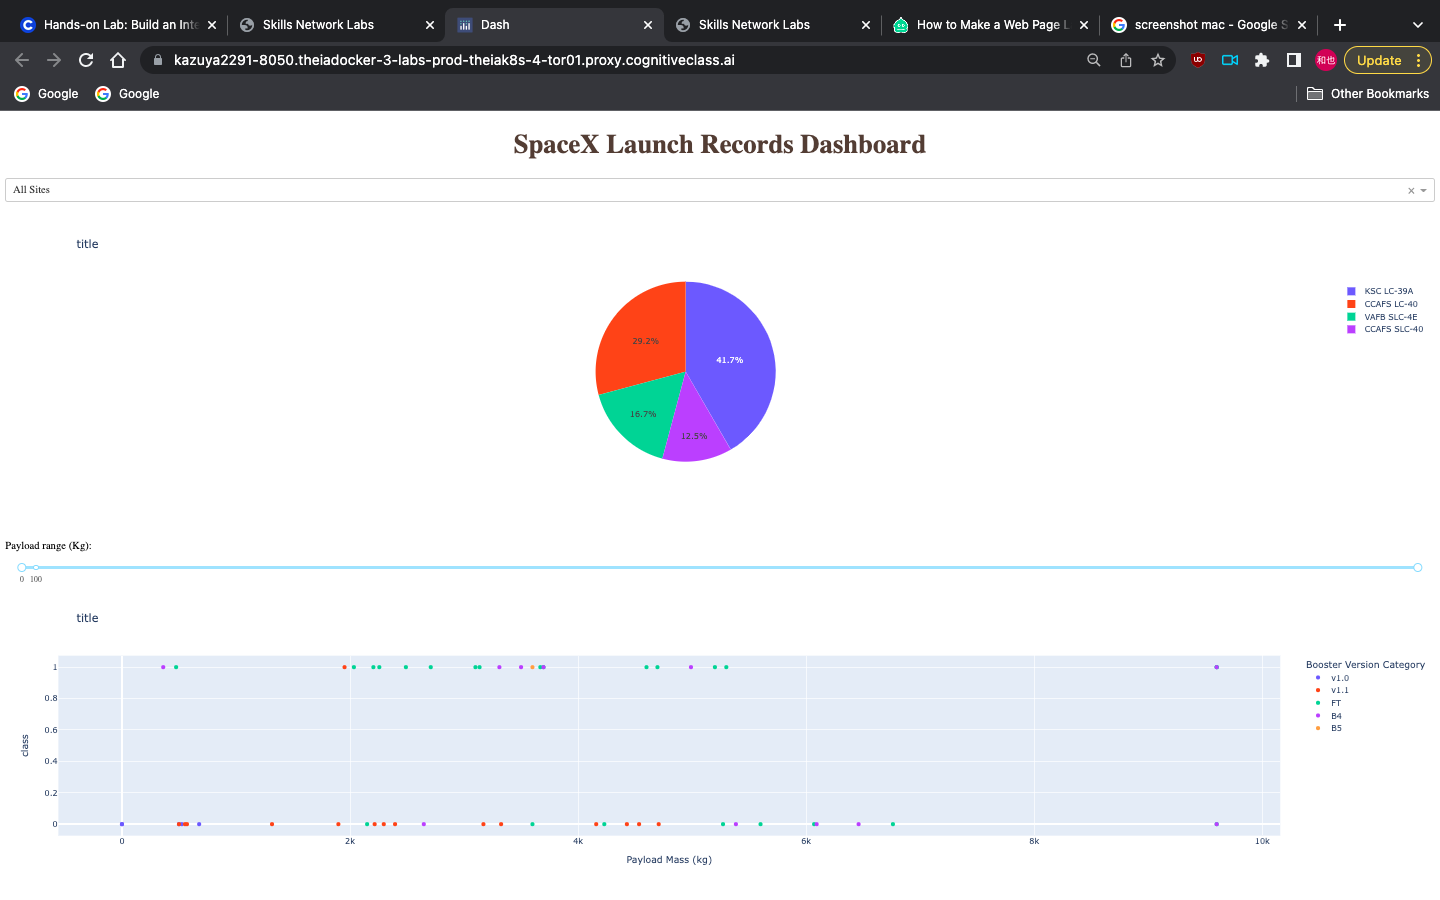 Hands-on Lab: Build an Inte
Skills Network Labs
Dash
Skills Network Labs
How to Make a Web Page L
screenshot mac - Google S
kazuya2291-8050.theiadocker-3-labs-prod-theiak8s-4-tor01.proxy.cognitiveclass.ai
UD
和也
Update
Google
Google
Other Bookmarks
SpaceX Launch Records Dashboard
All Sites
title
KSC LC-39A
CCAFS LC-40
VAFB SLC-4E
CCAFS SLC-40
29.2%
41.7%
16.7%
12.5%
Payload range (Kg):
0 100
title
Booster Version Category
v1.0
v1.1
FT
B4
B5
1
0.8
0.6
0.4
0.2
0
class
0 2k 4k 6k 8k 10k
Payload Mass (kg)